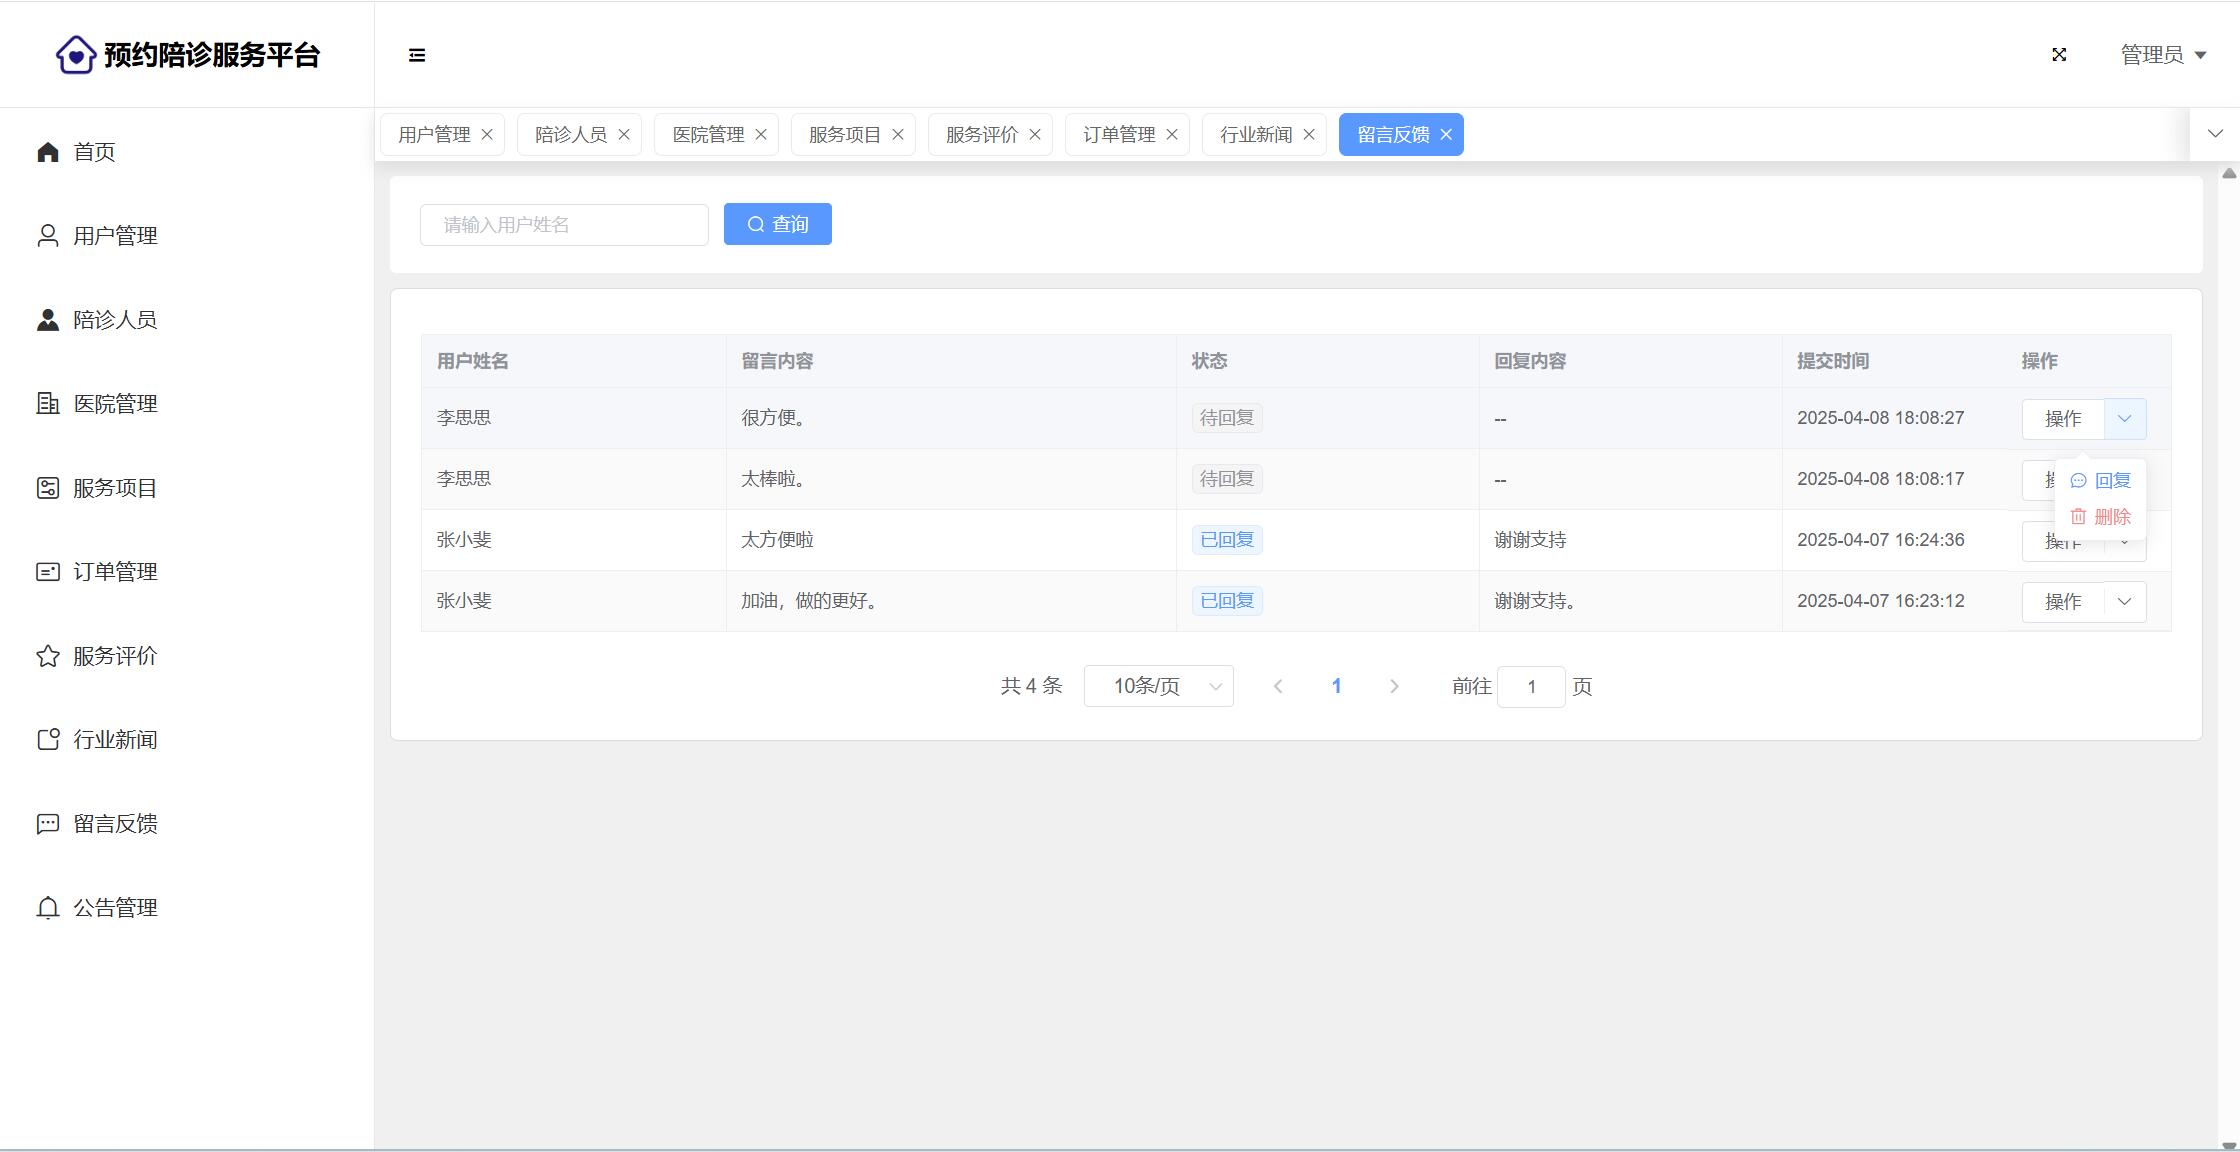 预约陪诊服务平台
管理员
首页
用户管理
陪诊人员
医院管理
服务项目
订单管理
服务评价
行业新闻
留言反馈
公告管理
用户管理 陪诊人员 医院管理 服务项目 服务评价 订单管理 行业新闻 留言反馈
请输入用户姓名 查询
用户姓名 留言内容 状态 回复内容 提交时间 操作
李思思 很方便。 待回复 -- 2025-04-08 18:08:27 操作
李思思 太棒啦。 待回复 -- 2025-04-08 18:08:17
回复
删除
张小斐 太方便啦 已回复 谢谢支持 2025-04-07 16:24:36 操作
张小斐 加油，做的更好。 已回复 谢谢支持。 2025-04-07 16:23:12 操作
共 4 条 10条/页 1 前往 1 页